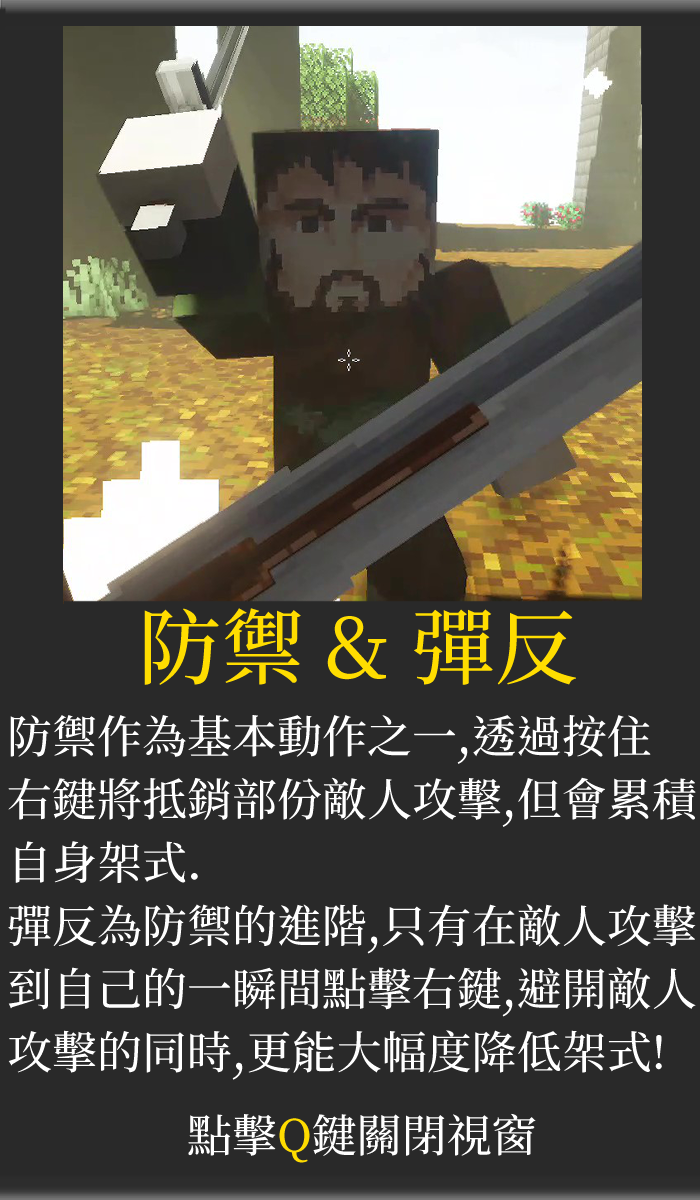 防禦 & 彈反
防禦作為基本動作之一,透過按住
右鍵將抵銷部份敵人攻擊,但會累積
自身架式.
彈反為防禦的進階,只有在敵人攻擊
到自己的一瞬間點擊右鍵,避開敵人
攻擊的同時,更能大幅度降低架式!
點擊Q鍵關閉視窗